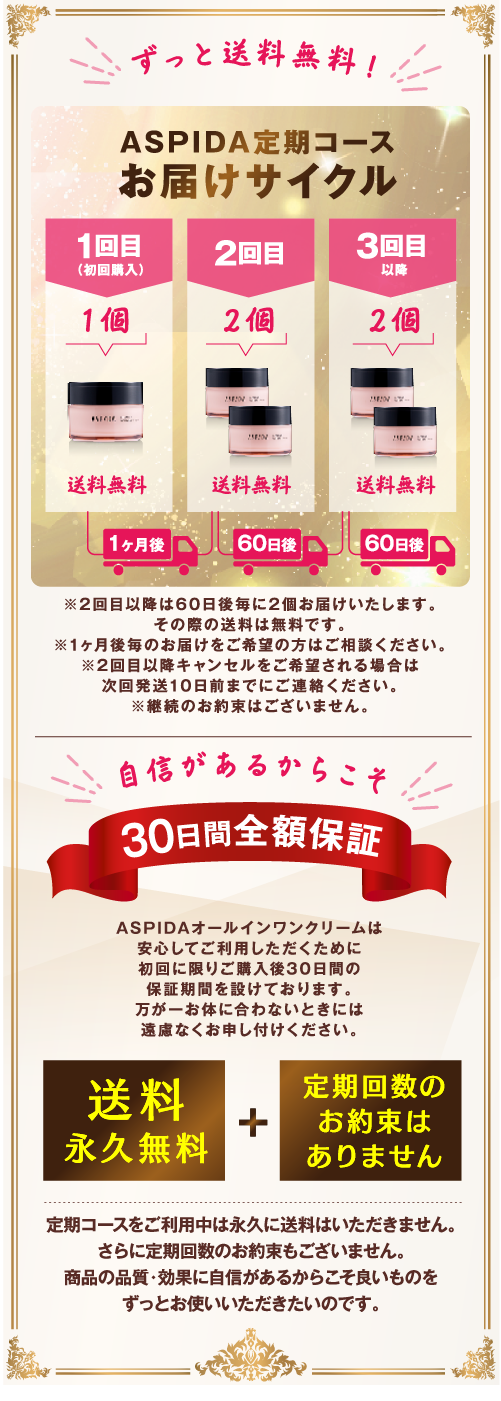 ずっと送料無料！
ASPIDA定期コース
お届けサイクル
1回目
（初回購入）
2回目
3回目
以降
1個
2個
2個
送料無料
送料無料
送料無料
1ヶ月後
60日後
60日後
※2回目以降は60日後毎に2個お届けいたします。
その際の送料は無料です。
※1ヶ月後毎のお届けをご希望の方はご相談ください。
※2回目以降キャンセルをご希望される場合は
次回発送10日前までにご連絡ください。
※継続のお約束はございません。
自信があるからこそ
30日間全額保証
ASPIDAオールインワンクリームは
安心してご利用しただくために
初回に限りご購入後30日間の
保証期間を設けております。
万が一お体に合わないときには
遠慮なくお申し付けください。
送料
永久無料
+
定期回数の
お約束は
ありません
定期コースをご利用中は永久に送料はいただきません。
さらに定期回数のお約束もございません。
商品の品質・効果に自信があるからこそ良いものを
ずっとお使いいただきたいのです。